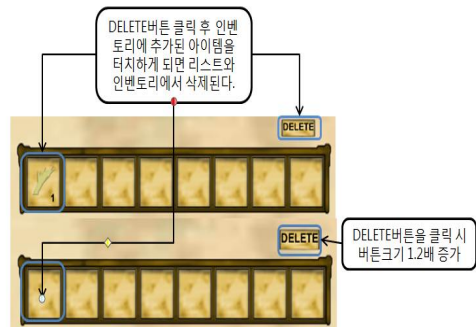 DELETE버튼 클릭 후 인벤
토리에 추가된 아이템을
터치하게 되면 리스트와
인벤토리에서 삭제된다.
DELETE
1
DELETE
DELETE버튼을 클릭 시
버튼크기 1.2배 증가